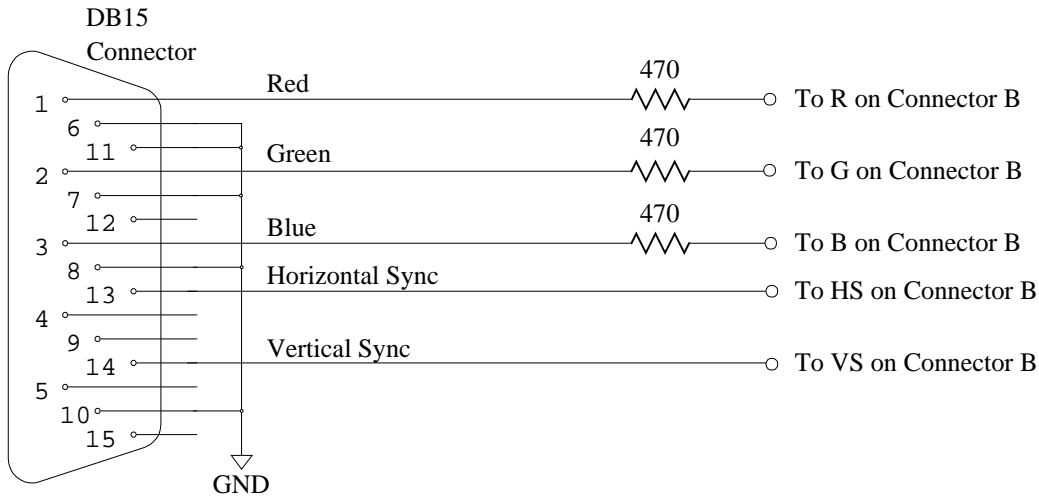 DB15
Connector
1 Red 470 To R on Connector B
6
11
2 Green 470 To G on Connector B
7
12
3 Blue 470 To B on Connector B
8
13 Horizontal Sync To HS on Connector B
4
9
14 Vertical Sync To VS on Connector B
5
10
15
GND